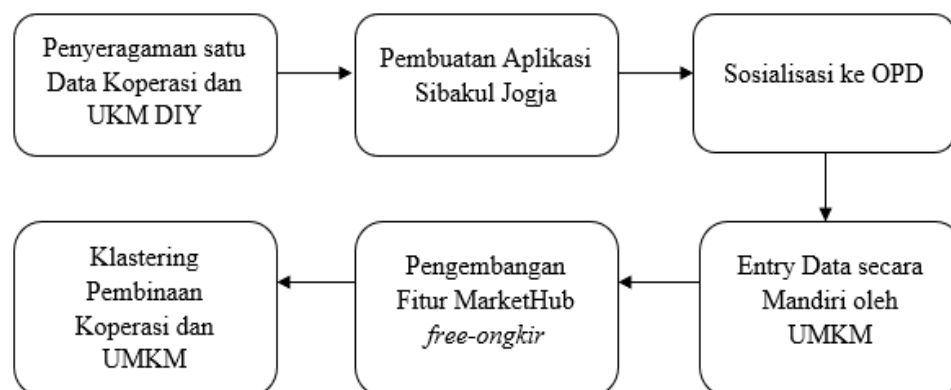 Penyeragaman satu
Data Koperasi dan
UKM DIY
Pembuatan Aplikasi
Sibakul Jogja
Sosialisasi ke OPD
Entry Data secara
Mandiri oleh
UMKM
Pengembangan
Fitur MarketHub
free-ongkir
Klastering
Pembinaan
Koperasi dan
UMKM